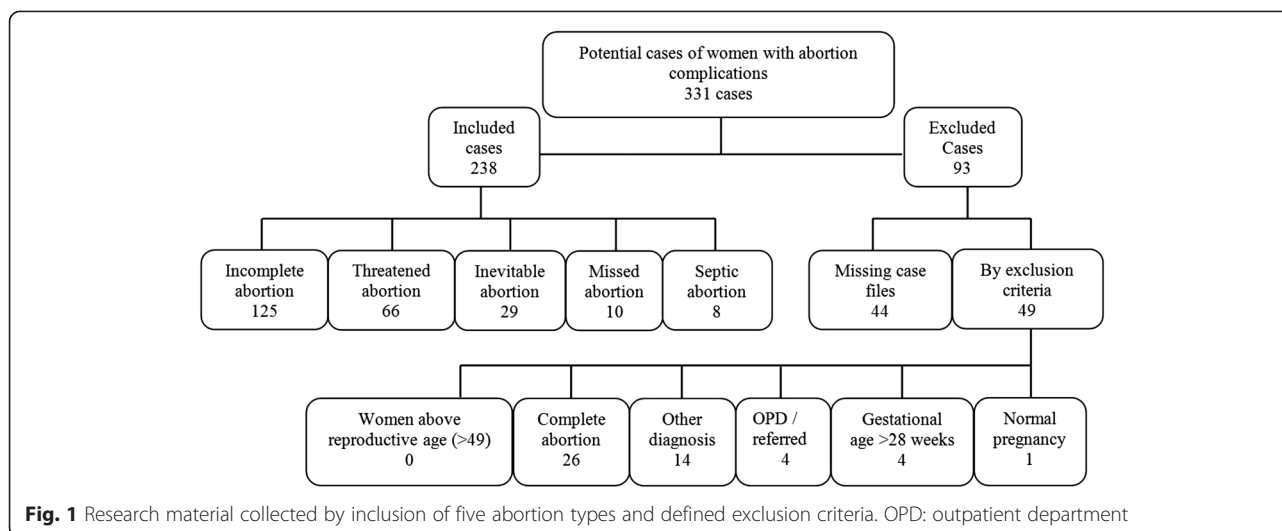 Potential cases of women with abortion
complications
331 cases
Included
cases
238
Excluded
Cases
93
Incomplete
abortion
125
Threatened
abortion
66
Inevitable
abortion
29
Missed
abortion
10
Septic
abortion
8
Missing case
files
44
By exclusion
criteria
49
Women above
reproductive age (>49)
0
Complete
abortion
26
Other
diagnosis
14
OPD /
referred
4
Gestational
age >28 weeks
4
Normal
pregnancy
1
Fig. 1 Research material collected by inclusion of five abortion types and defined exclusion criteria. OPD: outpatient department